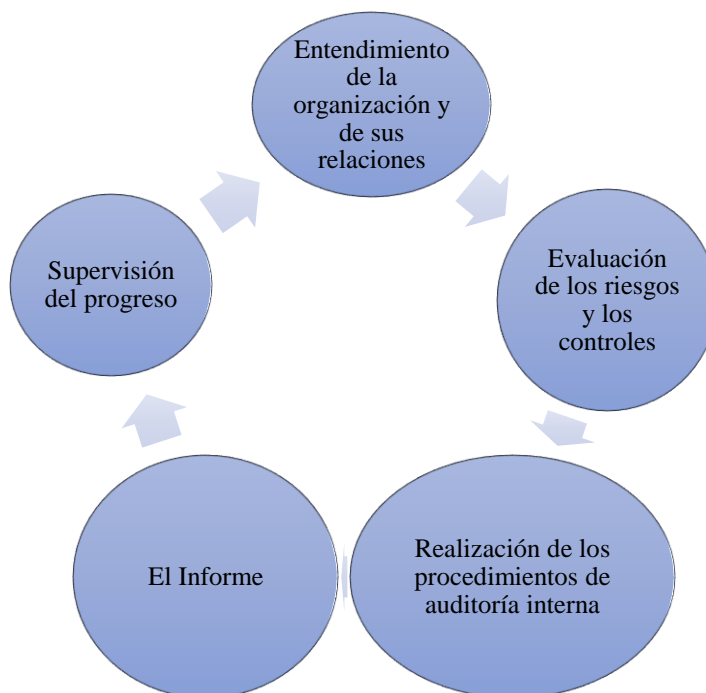 Entendimiento
de la
organización y
de sus
relaciones
Evaluación
de los riesgos
y los
controles
Realización de los
procedimientos de
auditoría interna
El Informe
Supervisión
del progreso